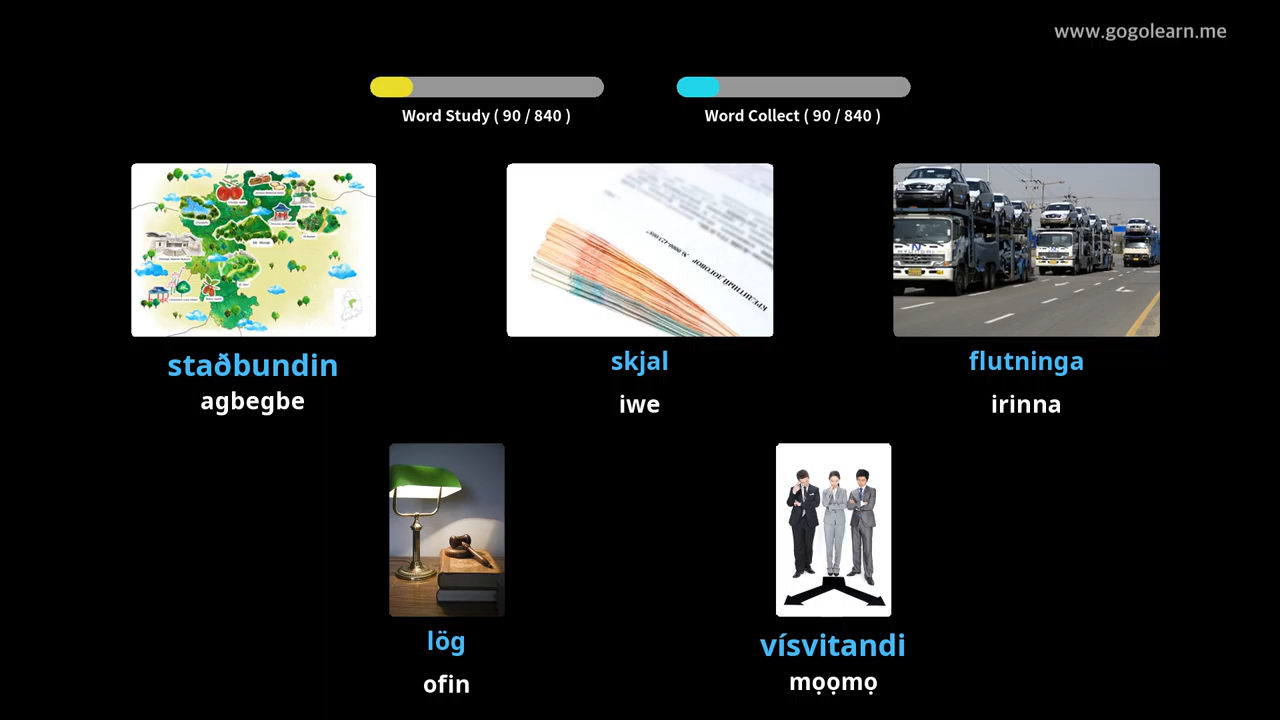 www.gogolearn.me
Word Study ( 90 / 840 )
Word Collect ( 90 / 840 )
staðbundin
agbegbe
skjal
iwe
flutninga
irinna
lög
ofin
vísvitandi
mọọmọ